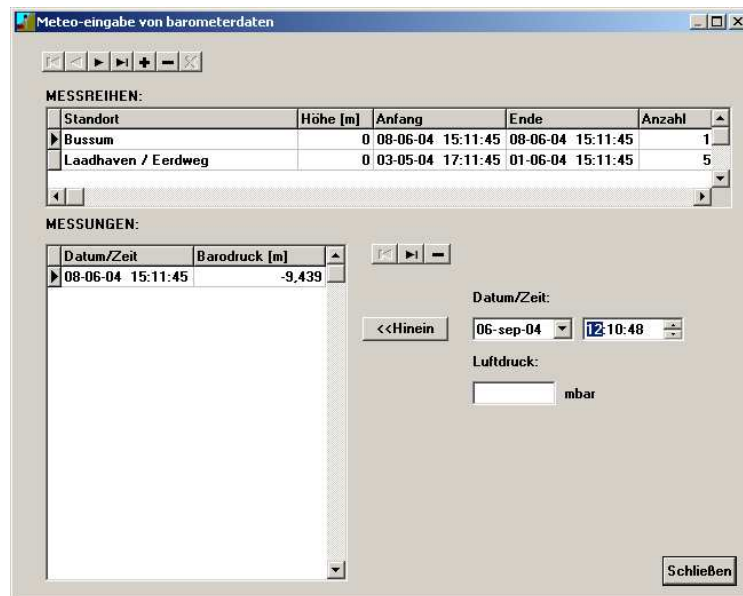 Meteo-eingabe von barometerdaten
MESSREIHEN:
Standort Höhe [m] Anfang Ende Anzahl
Bussum 0 08-06-04 15:11:45 08-06-04 15:11:45 1
Laadhaven / Eerdweg 0 03-05-04 17:11:45 01-06-04 15:11:45 5
MESSUNGEN:
Datum/Zeit Barodruck [m]
08-06-04 15:11:45 -9,439
Datum/Zeit:
<<Hinein 06-sep-04 12:10:48
Luftdruck:
mbar
Schließen